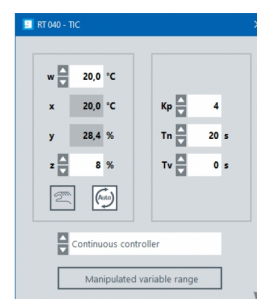 RT 040 - TIC
w 20,0 °C
x 20,0 °C
y 28,4 %
z 8 %
Auto
Kp 4
Tn 20 s
Tv 0 s
Continuous controller
Manipulated variable range